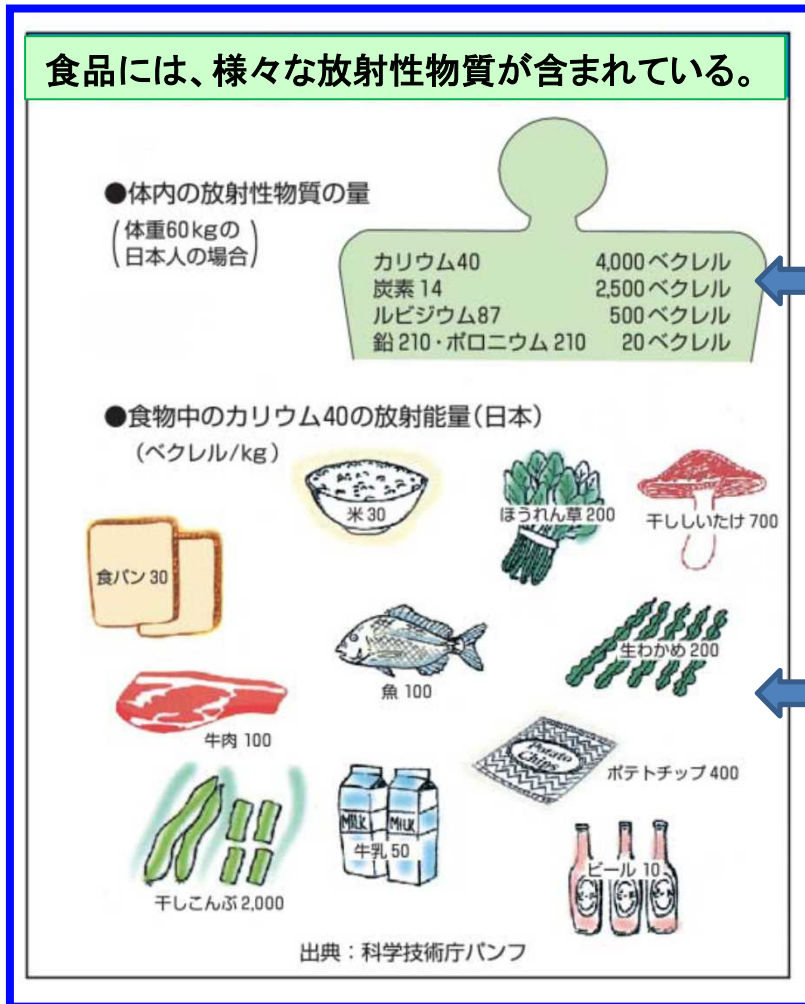 食品には、様々な放射性物質が含まれている。
●体内の放射性物質の量
(体重60kgの
日本人の場合)
カリウム40 4,000ベクレル
炭素14 2,500ベクレル
ルビジウム87 500ベクレル
鉛210・ポロニウム210 20ベクレル
●食物中のカリウム40の放射能量(日本)
(ベクレル/kg)
米30
ほうれん草200
干ししいたけ700
食パン30
魚100
生わかめ200
牛肉100
Potato
Chips
ポテトチップ400
MILK MILK
牛乳50
干しこんぶ2,000
ビール10
出典：科学技術庁パンフ